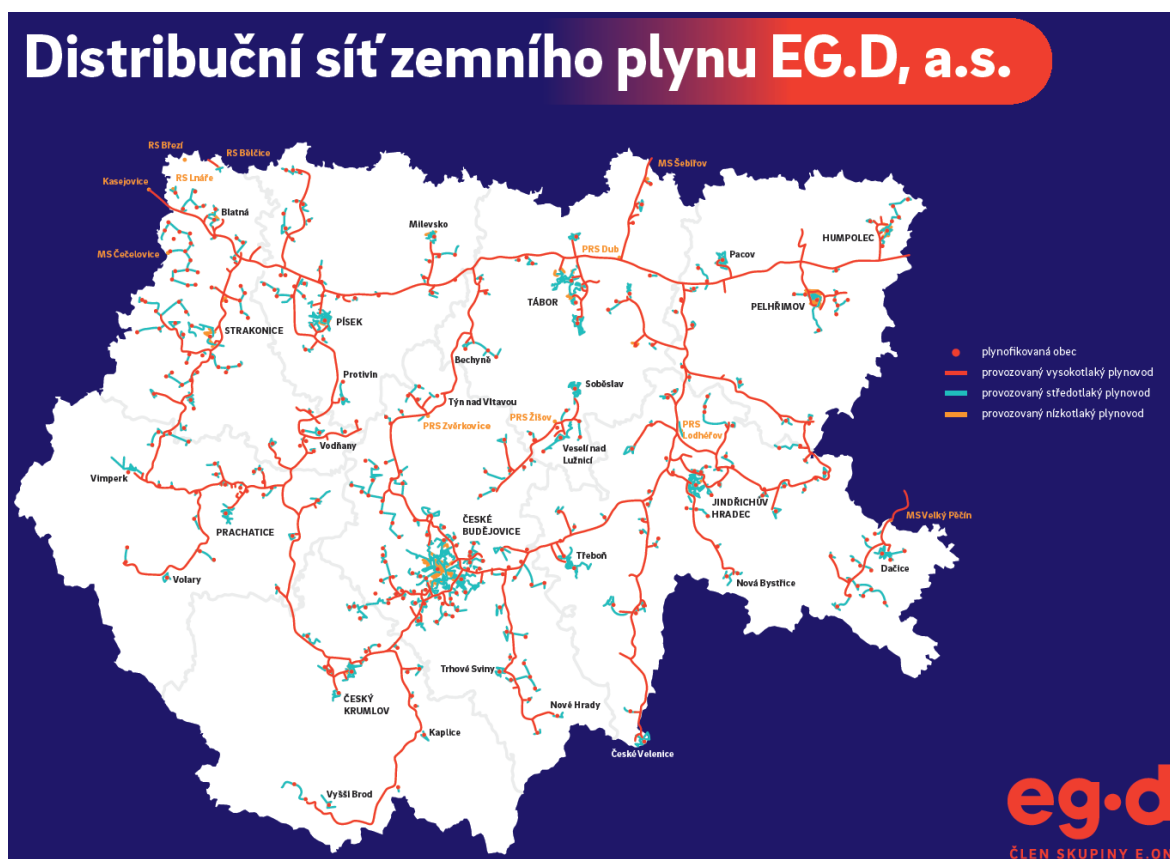 Distribuční síť zemního plynu EG.D, a.s.
RS Březí
RS Bělčice
MS Šebířov
Kasejovice
RS Lnáře
Blatná
Milevsko
HUMPOLEC
MS Čečelovice
PRS Dub
Pacov
TÁBOR
PELHŘIMOV
STRAKONICE
PÍSEK
Bechyně
plynofikovaná obec
provozovaný vysokotlaký plynovod
provozovaný středotlaký plynovod
provozovaný nízkotlaký plynovod
Protivín
Soběslav
Týn nad Vltavou
PRS Zvěrkovice
PRS Žíšov
PRS
Lodhéřov
Vodňany
Veselí nad
Lužnicí
Vimperk
JINDŘICHŮV
HRADEC
MS Velký Pěčín
PRACHATICE
ČESKÉ
BUDĚJOVICE
Třeboň
Dačice
Volary
Nová Bystřice
Trhové Sviny
ČESKÝ
KRUMLOV
Nové Hrady
Kaplice
České Velenice
Vyšší Brod
eg·d
ČLEN SKUPINY E.ON